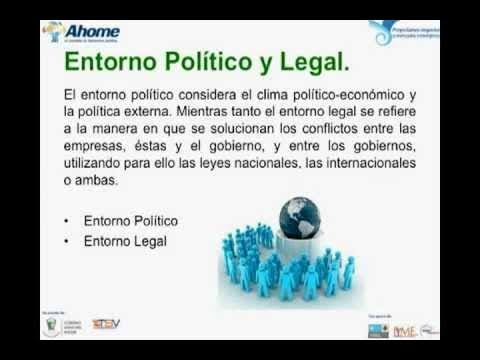 Ahome
Entorno Político y Legal.
El entorno político considera el clima político-económico y
la política externa. Mientras tanto el entorno legal se refiere
a la manera en que se solucionan los conflictos entre las
empresas, éstas y el gobierno, y entre los gobiernos,
utilizando para ello las leyes nacionales, las internacionales
o ambas.
• Entorno Político
• Entorno Legal